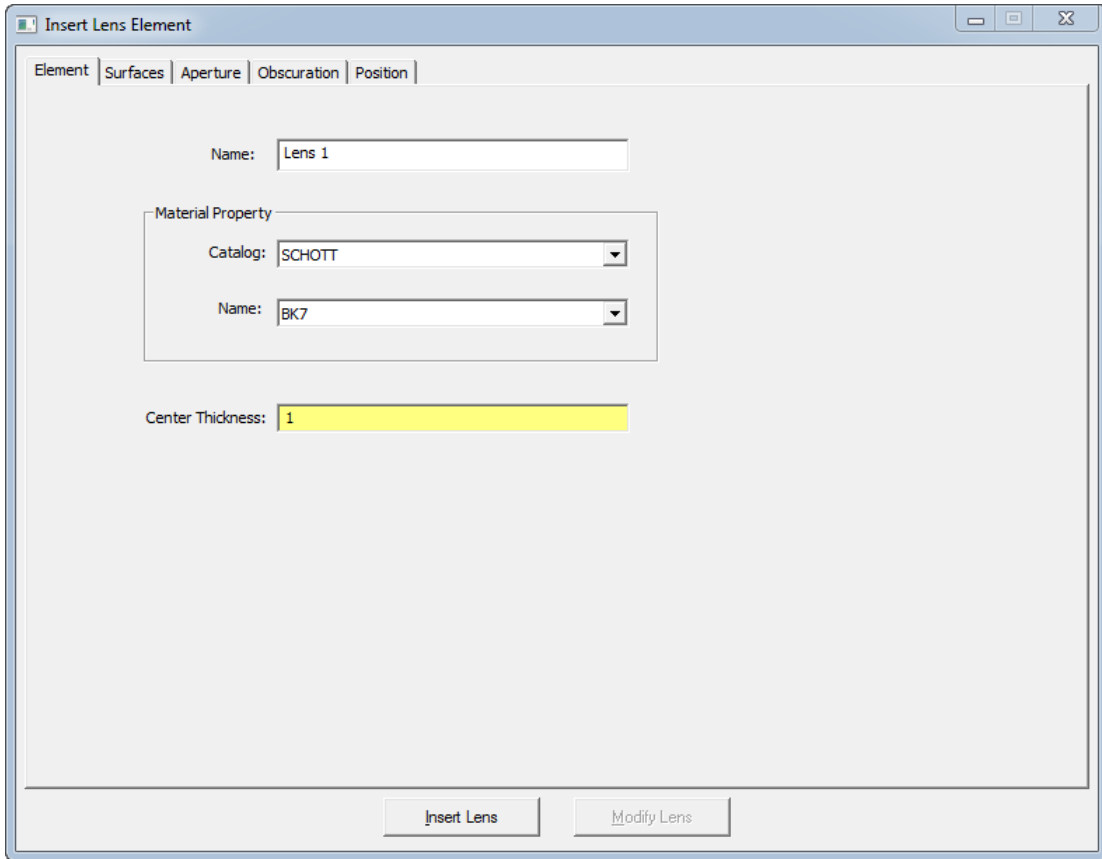 Insert Lens Element
Element Surfaces Aperture Obscuration Position
Name: Lens 1
Material Property
Catalog: SCHOTT
Name: BK7
Center Thickness: 1
Insert Lens Modify Lens